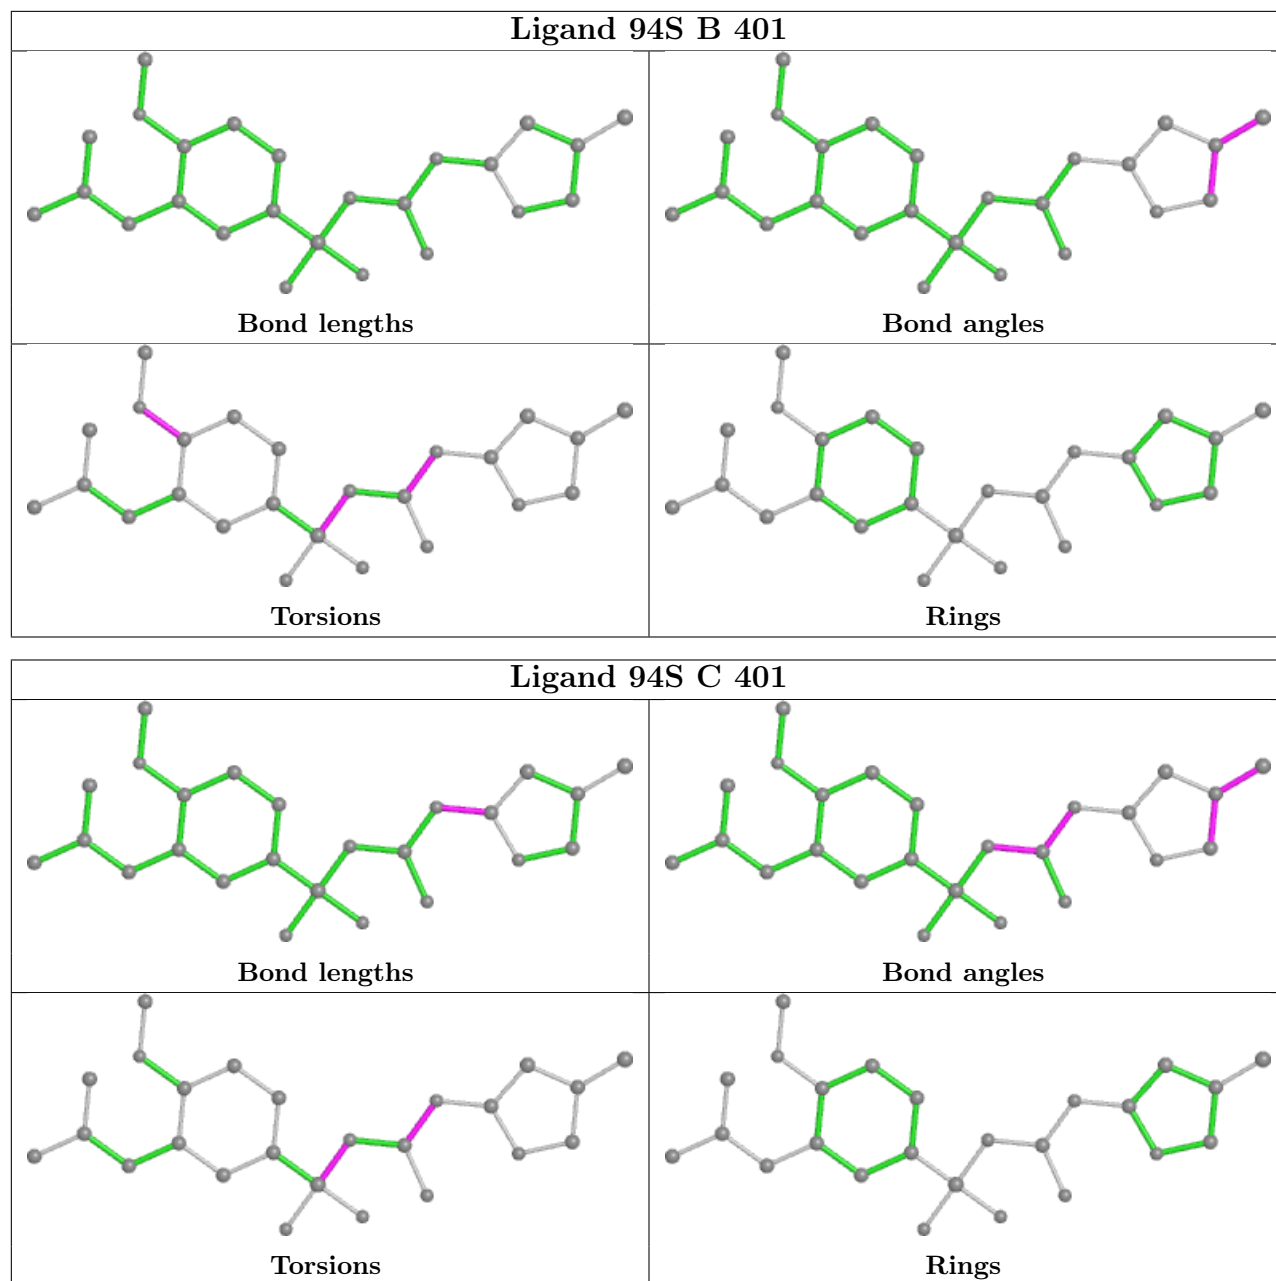 Ligand 94S B 401
Bond lengths
Bond angles
Torsions
Rings
Ligand 94S C 401
Bond lengths
Bond angles
Torsions
Rings